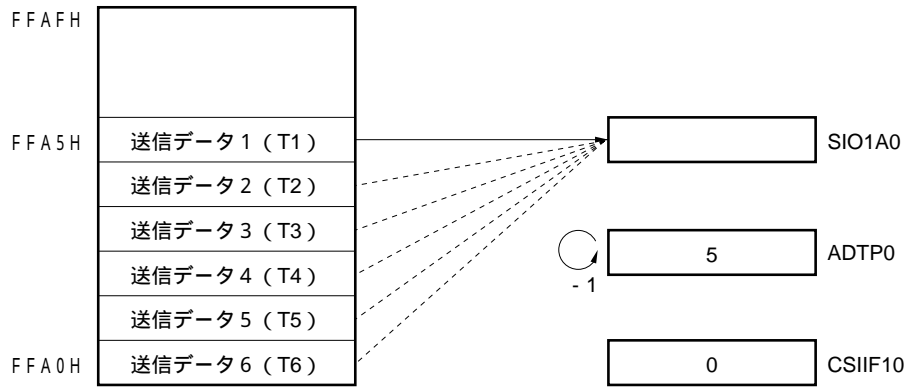 FFAFH
FFA5H 送信データ1（T1） SIO1A0
送信データ2（T2）
送信データ3（T3）
5 ADTP0
送信データ4（T4）
- 1
送信データ5（T5）
FFA0H 送信データ6（T6） 0 CSIIF10